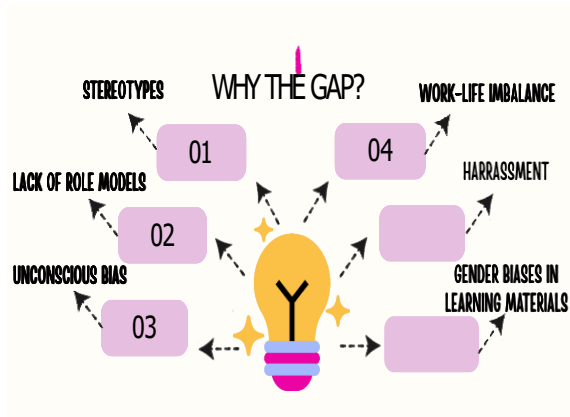 WHY THE GAP?
STEREOTYPES
01
LACK OF ROLE MODELS
02
UNCONSCIOUS BIAS
03
WORK-LIFE IMBALANCE
04
HARRASSMENT
GENDER BIASES IN
LEARNING MATERIALS